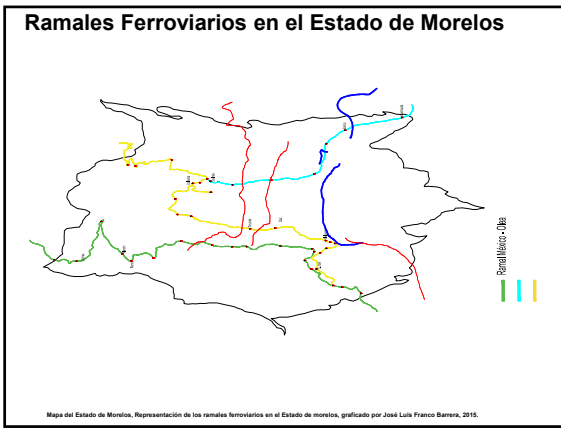 Ramales Ferroviarios en el Estado de Morelos
Ramal México - Olea
Mapa del Estado de Morelos, Representación de los ramales ferroviarios en el Estado de morelos, graficado por José Luis Franco Barrera, 2015.